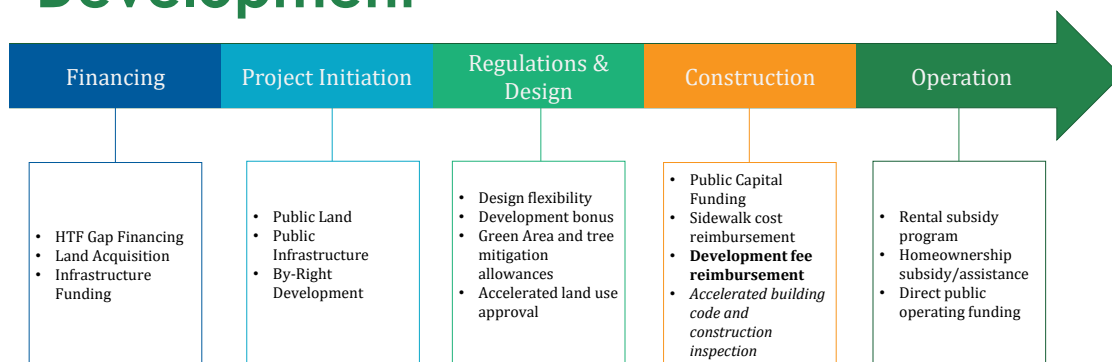 Development
Financing
Project Initiation
Regulations &
Design
Construction
Operation
• HTF Gap Financing
• Land Acquisition
• Infrastructure
Funding
• Public Land
• Public
Infrastructure
• By-Right
Development
• Design flexibility
• Development bonus
• Green Area and tree
mitigation
allowances
• Accelerated land use
approval
• Public Capital
Funding
• Sidewalk cost
reimbursement
• Development fee
reimbursement
• Accelerated building
code and
construction
inspection
• Rental subsidy
program
• Homeownership
subsidy/assistance
• Direct public
operating funding